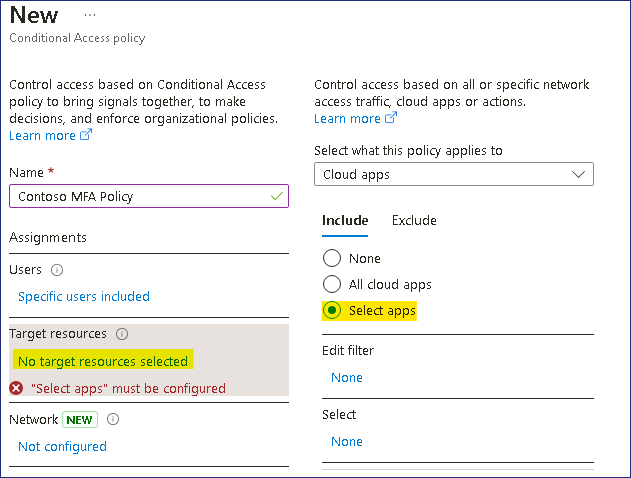 New ...
Conditional Access policy
Control access based on Conditional Access
policy to bring signals together, to make
decisions, and enforce organizational policies.
Learn more
Name *
Contoso MFA Policy
Assignments
Users
Specific users included
Target resources
No target resources selected
"Select apps" must be configured
Network NEW
Not configured
Control access based on all or specific network
access traffic, cloud apps or actions.
Learn more
Select what this policy applies to
Cloud apps
Include Exclude
None
All cloud apps
Select apps
Edit filter
None
Select
None